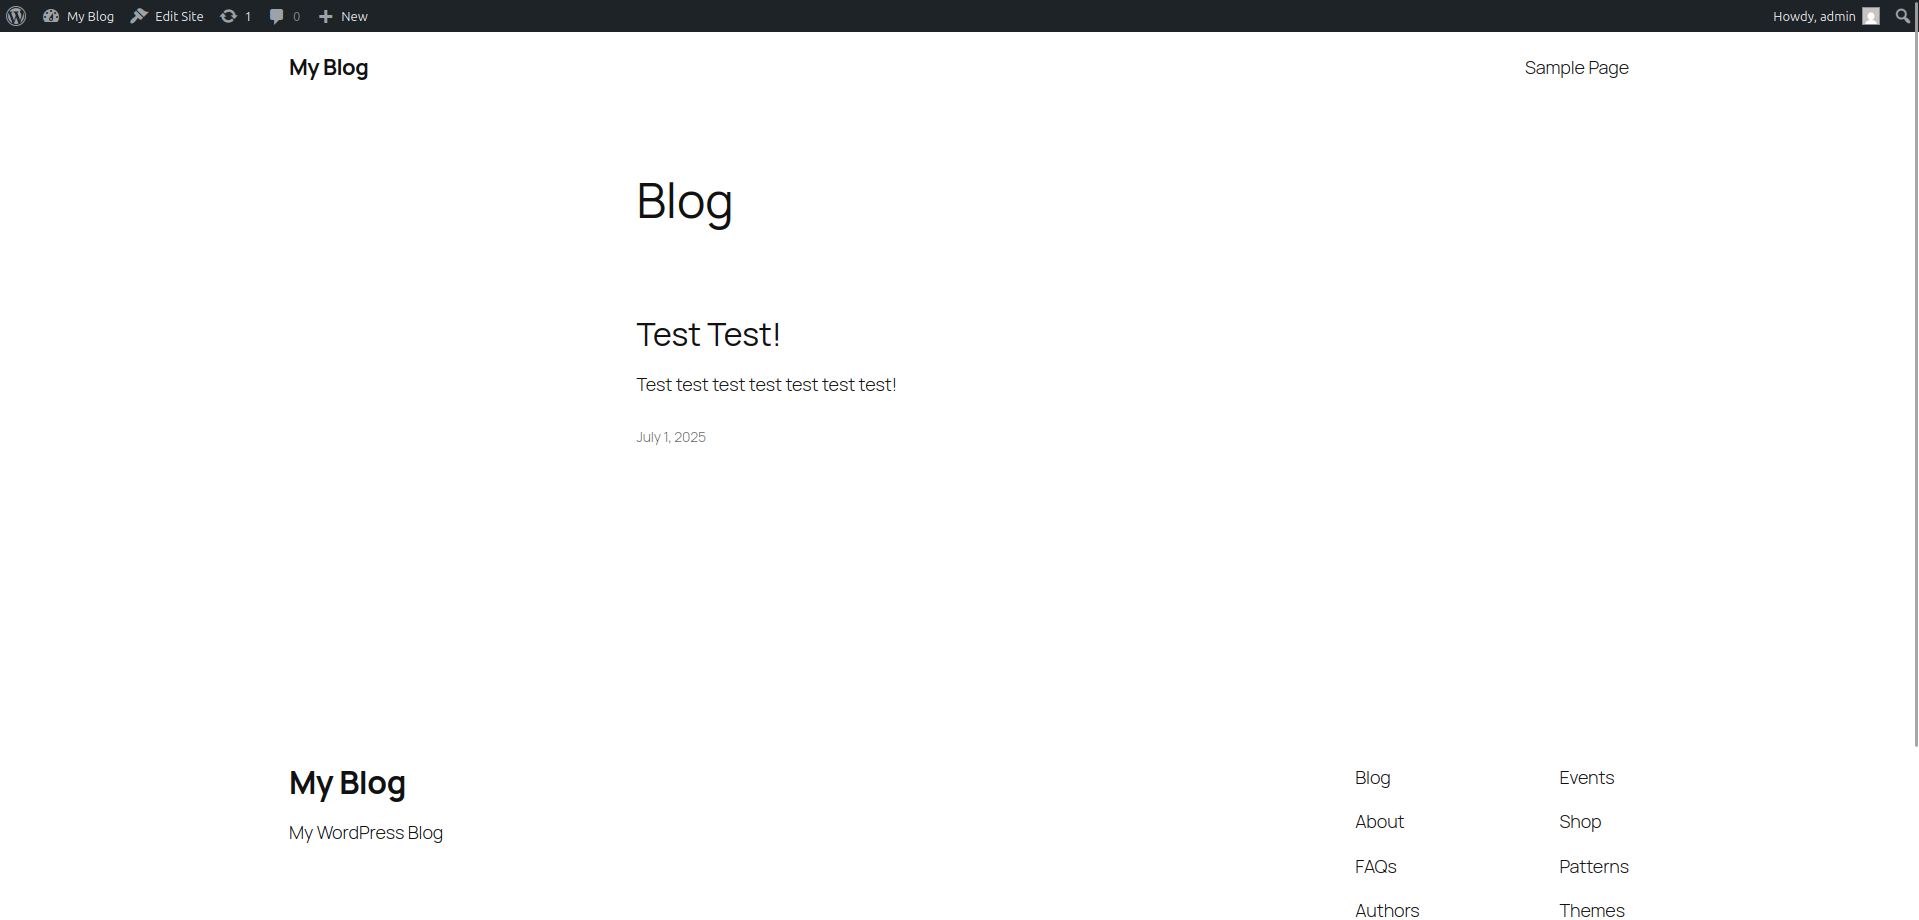 My Blog
Edit Site
1
0
New
Howdy, admin
My Blog
Sample Page
Blog
Test Test!
Test test test test test test test!
July 1, 2025
My Blog
My WordPress Blog
Blog
About
FAQs
Authors
Events
Shop
Patterns
Themes